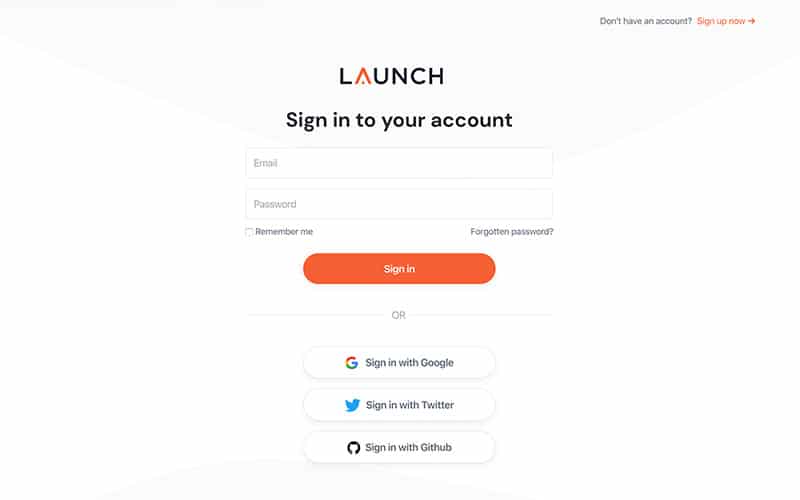 Don't have an account? Sign up now →
LAUNCH
Sign in to your account
Email
Password
Remember me Forgotten password?
Sign in
OR
Sign in with Google
Sign in with Twitter
Sign in with Github